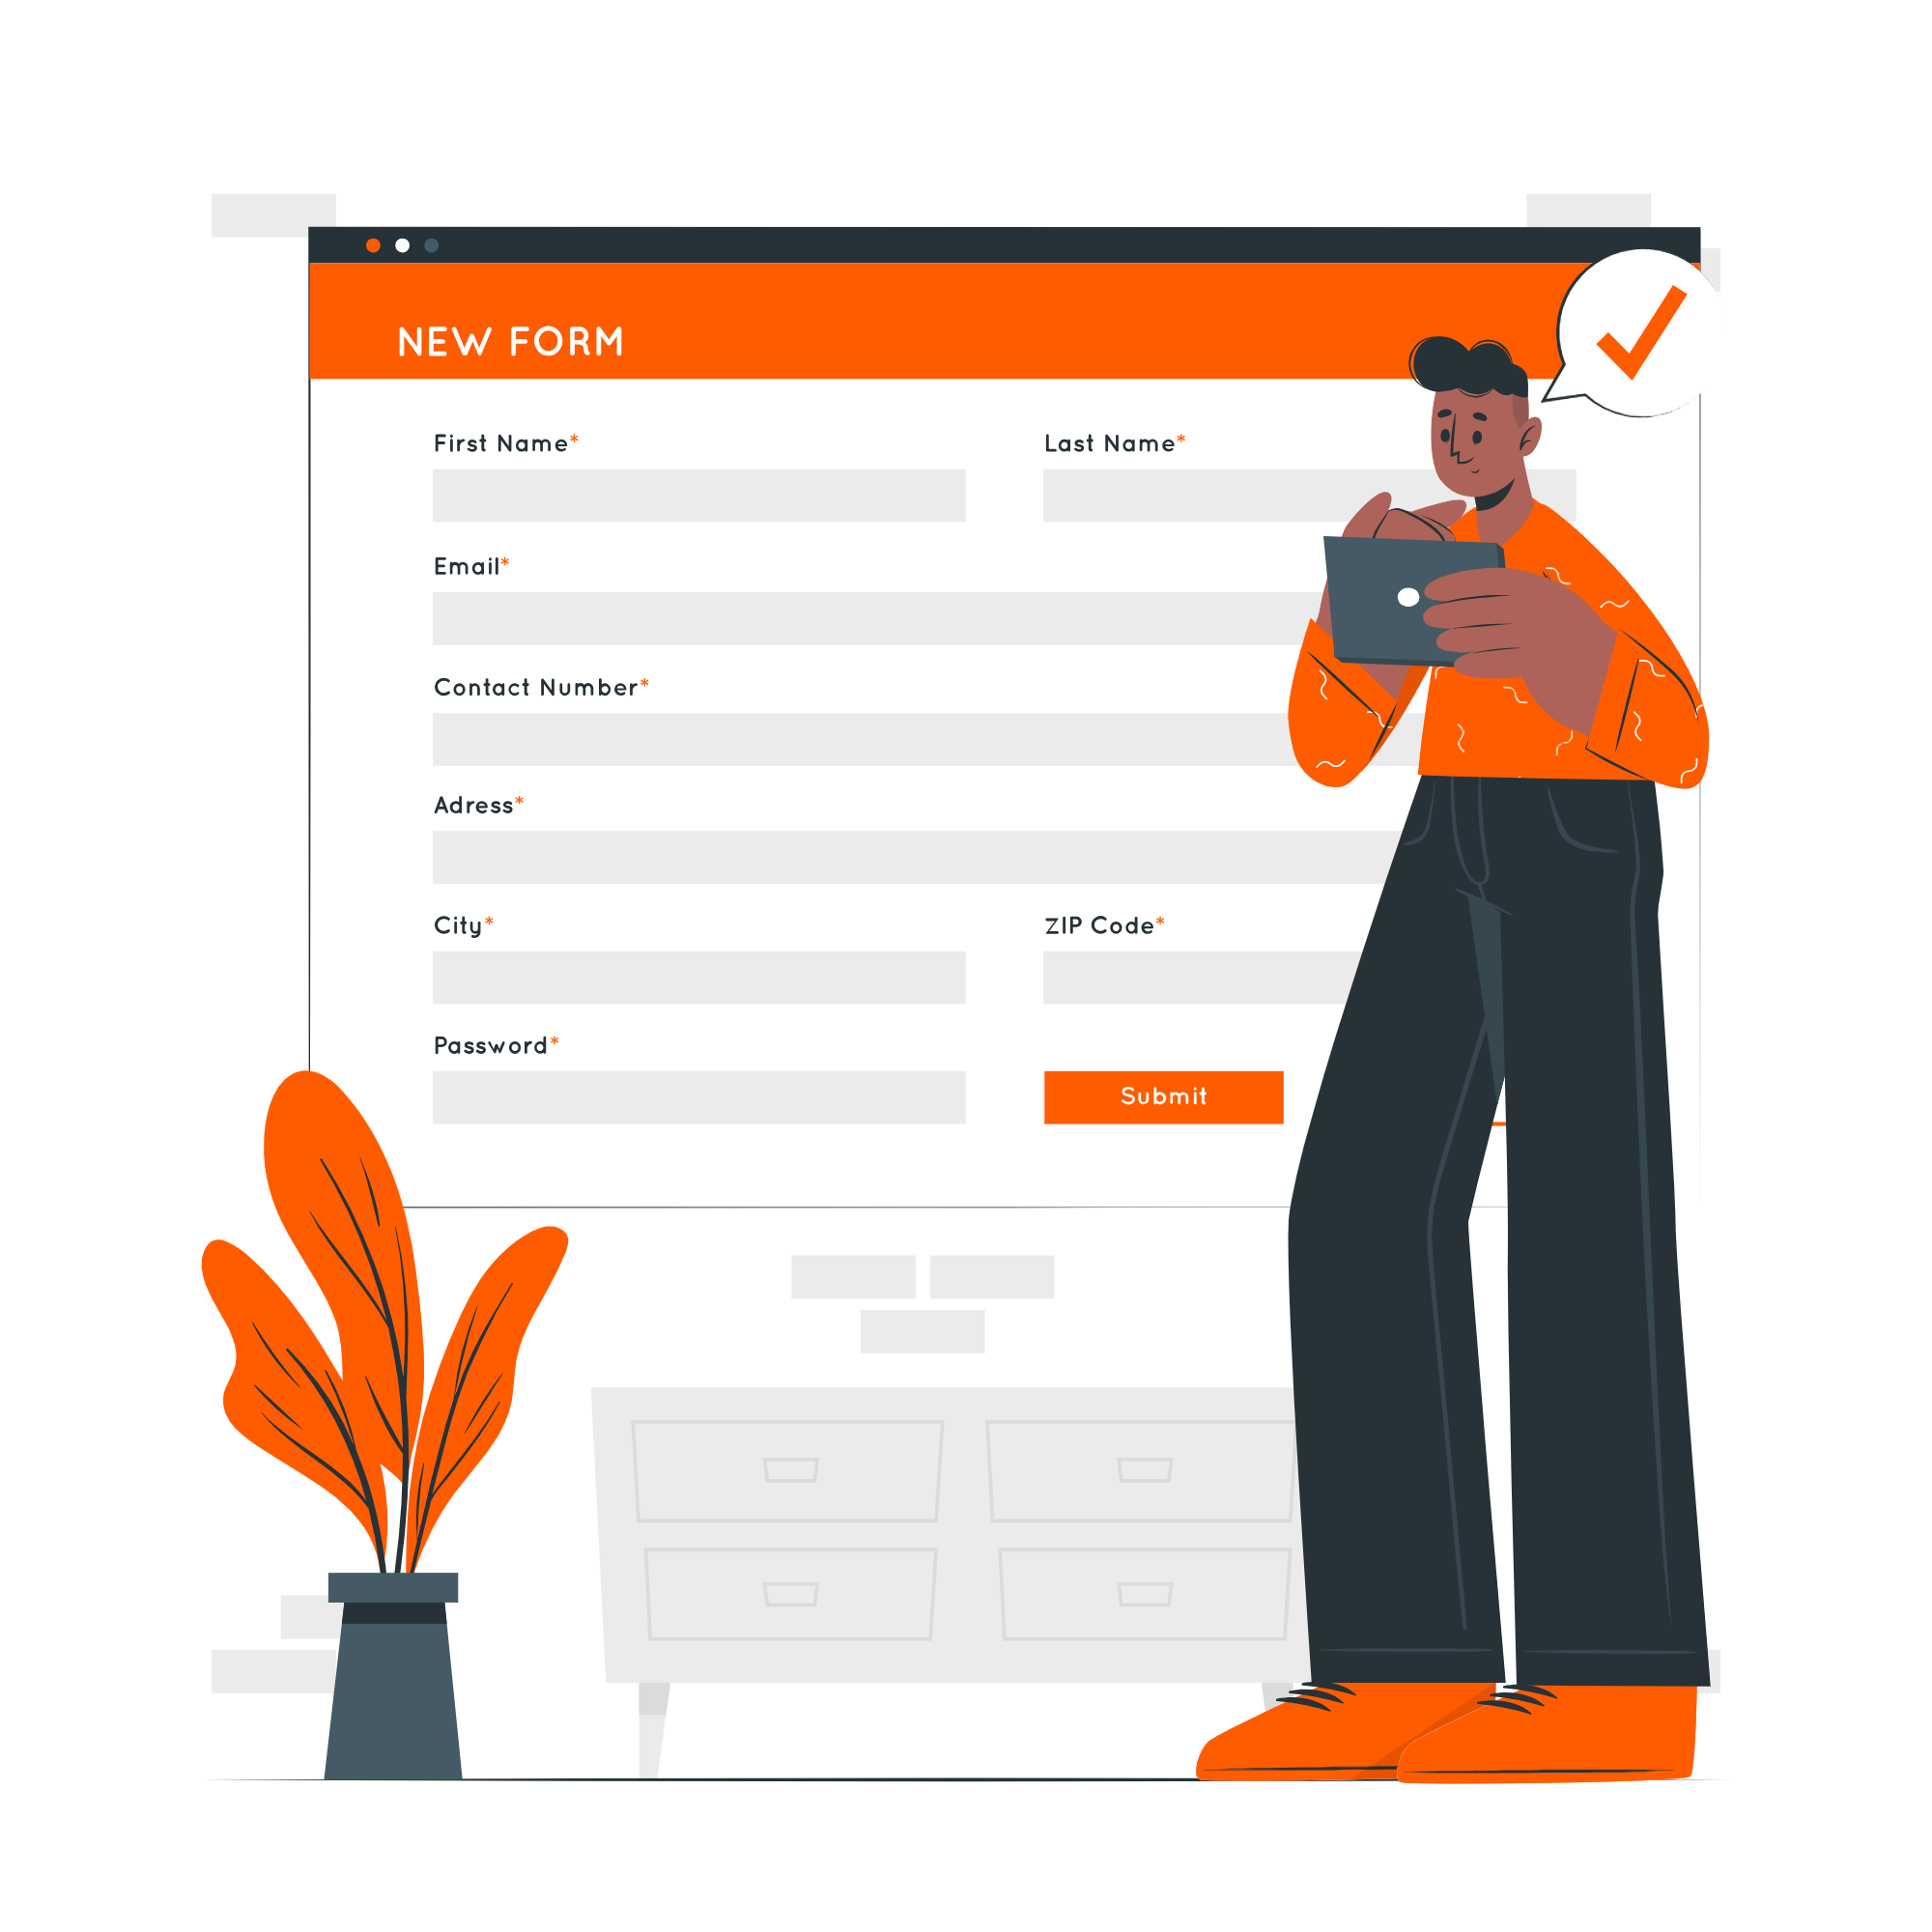 NEW FORM
First Name* Last Name*
Email*
Contact Number*
Adress*
City* ZIP Code*
Password*
Submit